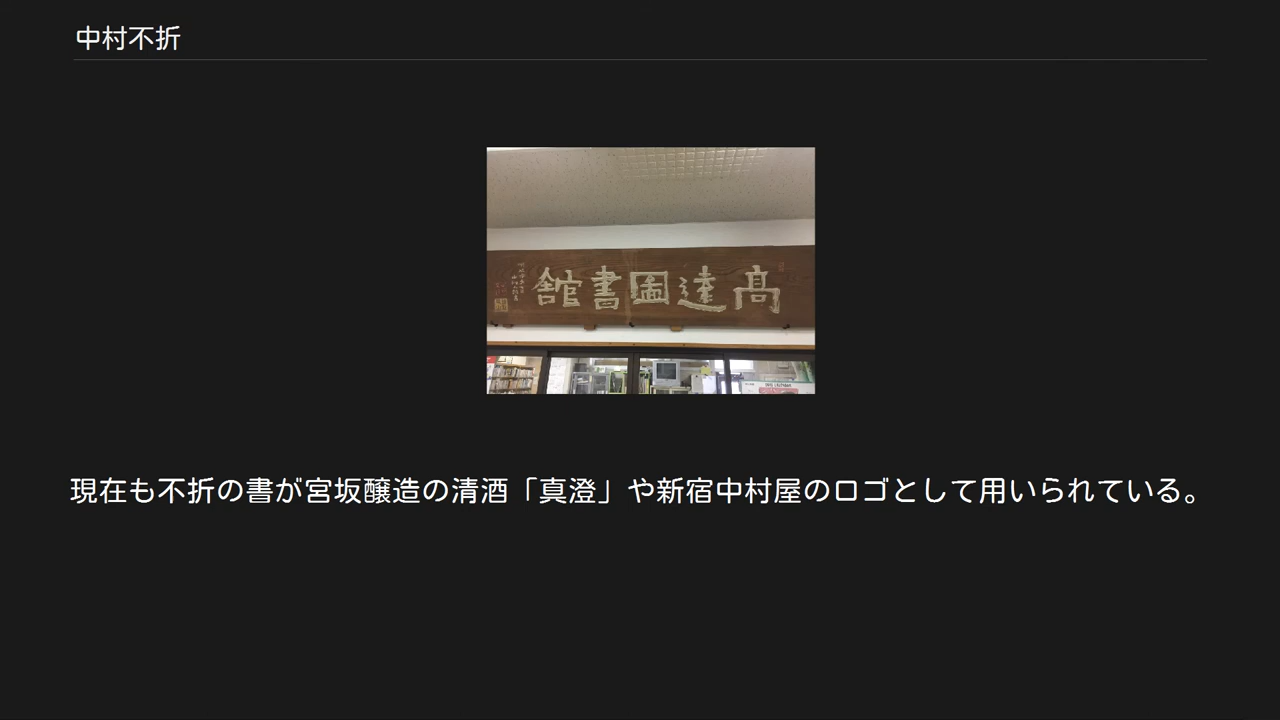 中村不折
高遠圖書館
現在も不折の書が宮坂醸造の清酒「真澄」や新宿中村屋のロゴとして用いられている。